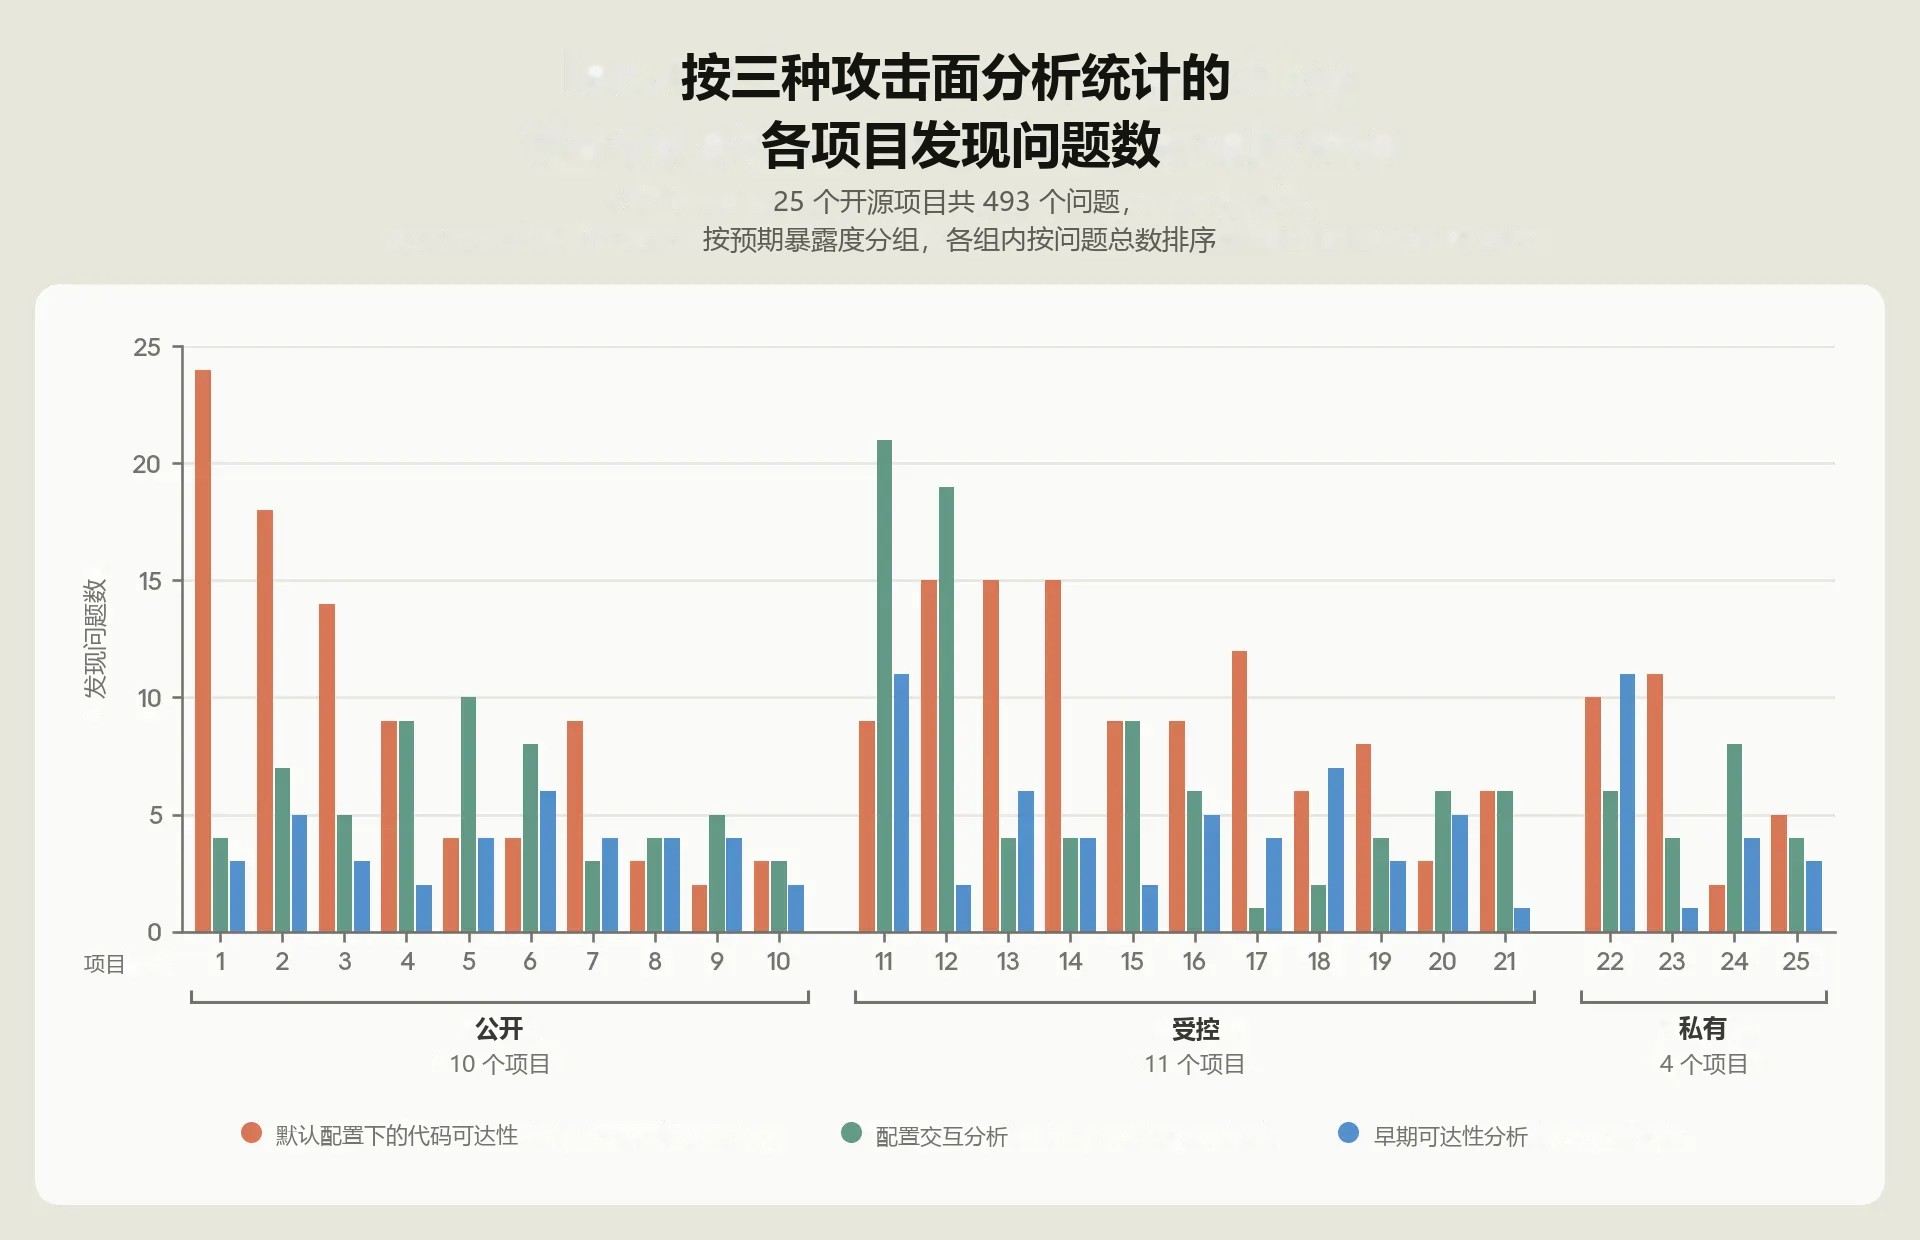 按三种攻击面分析统计的
各项目发现问题数
25 个开源项目共 493 个问题，
按预期暴露度分组，各组内按问题总数排序
发现问题数
25
20
15
10
5
0
项目
1 2 3 4 5 6 7 8 9 10 11 12 13 14 15 16 17 18 19 20 21 22 23 24 25
公开 受控 私有
10 个项目 11 个项目 4 个项目
默认配置下的代码可达性 配置交互分析 早期可达性分析